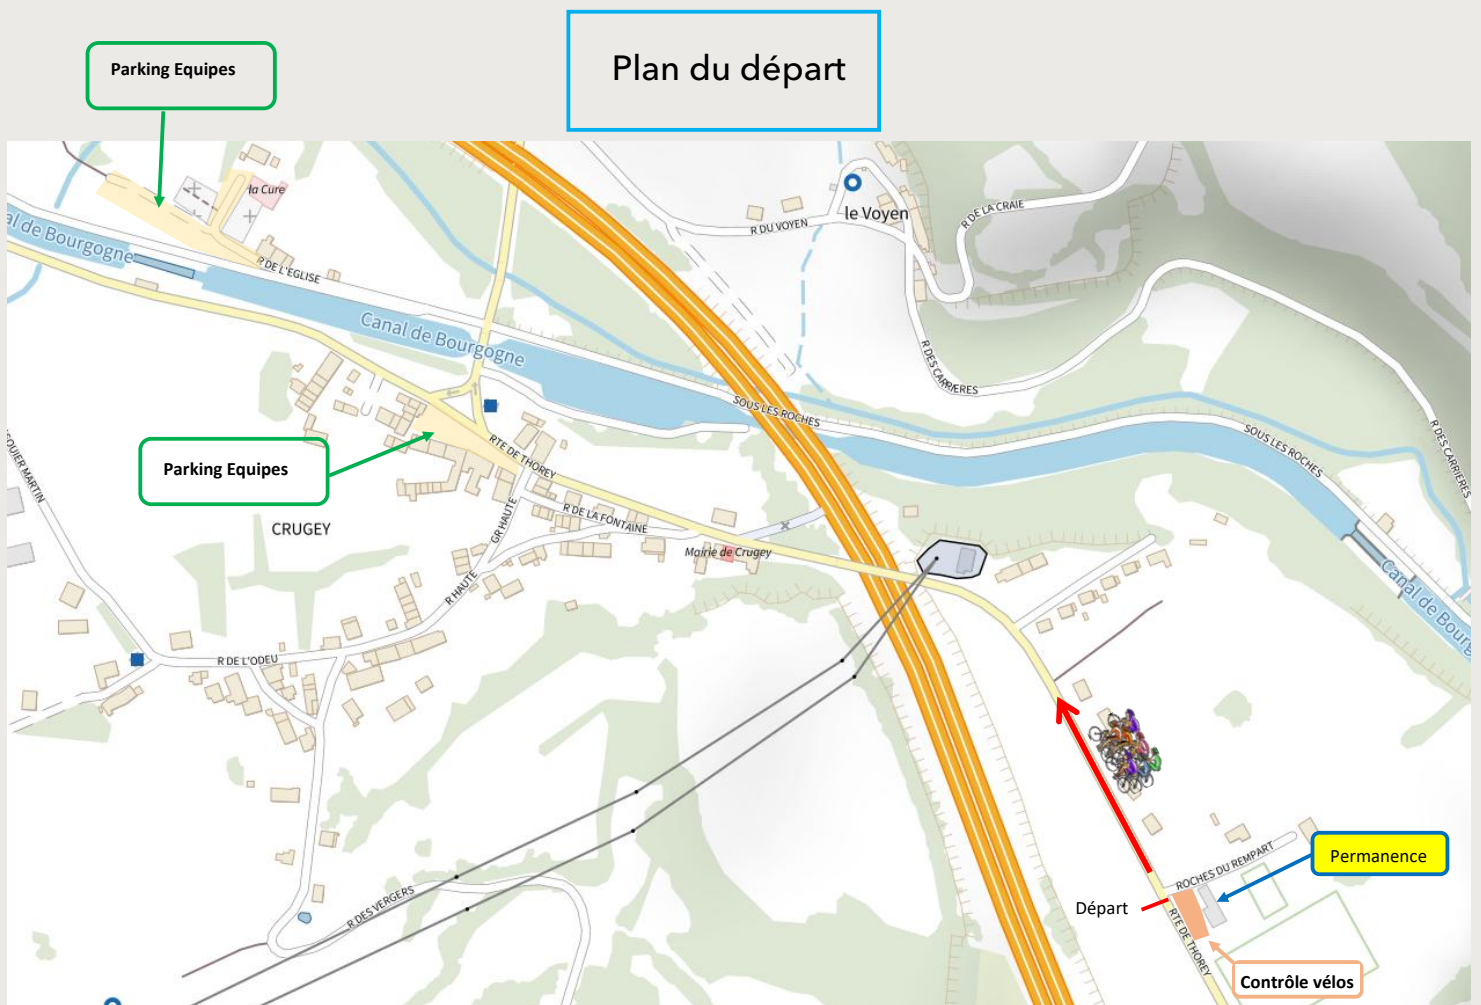 Plan du départ
Parking Equipes
la Cure
le Voyen
R DE LA CRAIE
R DU VOYEN
al de Bourgogne
R DE L'EGLISE
Canal de Bourgogne
R DES CARRIERES
SOUS LES ROCHES
SOUS LES ROCHES
R DES CARRIERES
Parking Equipes
RTE DE THOREY
MARTIN
GR HAUTE
R DE LA FONTAINE
CRUGEY
Mairie de Crugey
R HAUTE
Canal de Bourg
R DE L'ODEU
R DES VERGERS
ROCHES DU REMPART
Permanence
Départ
RTE DE THOREY
Contrôle vélos